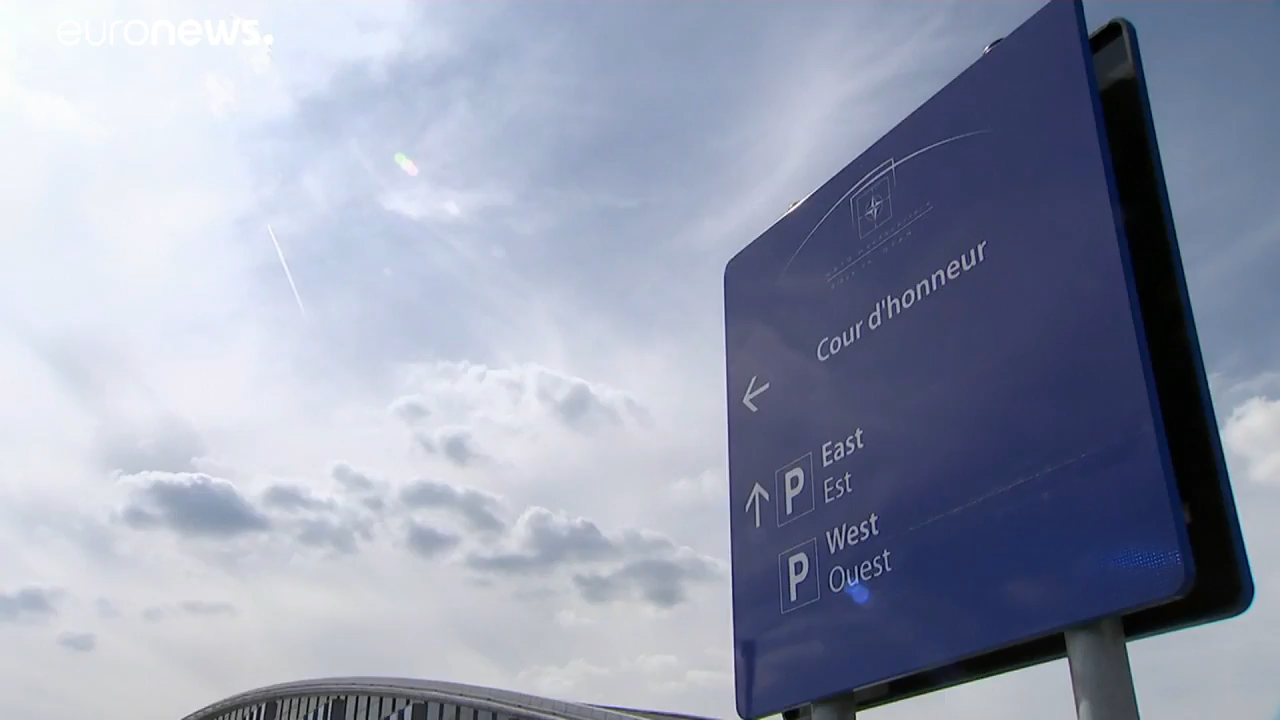 euronews.
Cour d'honneur
P East
Est
P West
Ouest